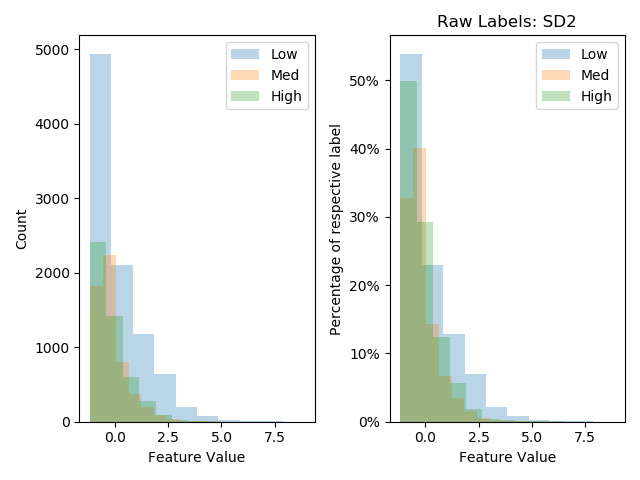 Raw Labels: SD2
5000
4000
3000
2000
1000
0
Count
0.0 2.5 5.0 7.5
Feature Value
Low
Med
High
50%
40%
30%
20%
10%
0%
Percentage of respective label
0.0 2.5 5.0 7.5
Feature Value
Low
Med
High